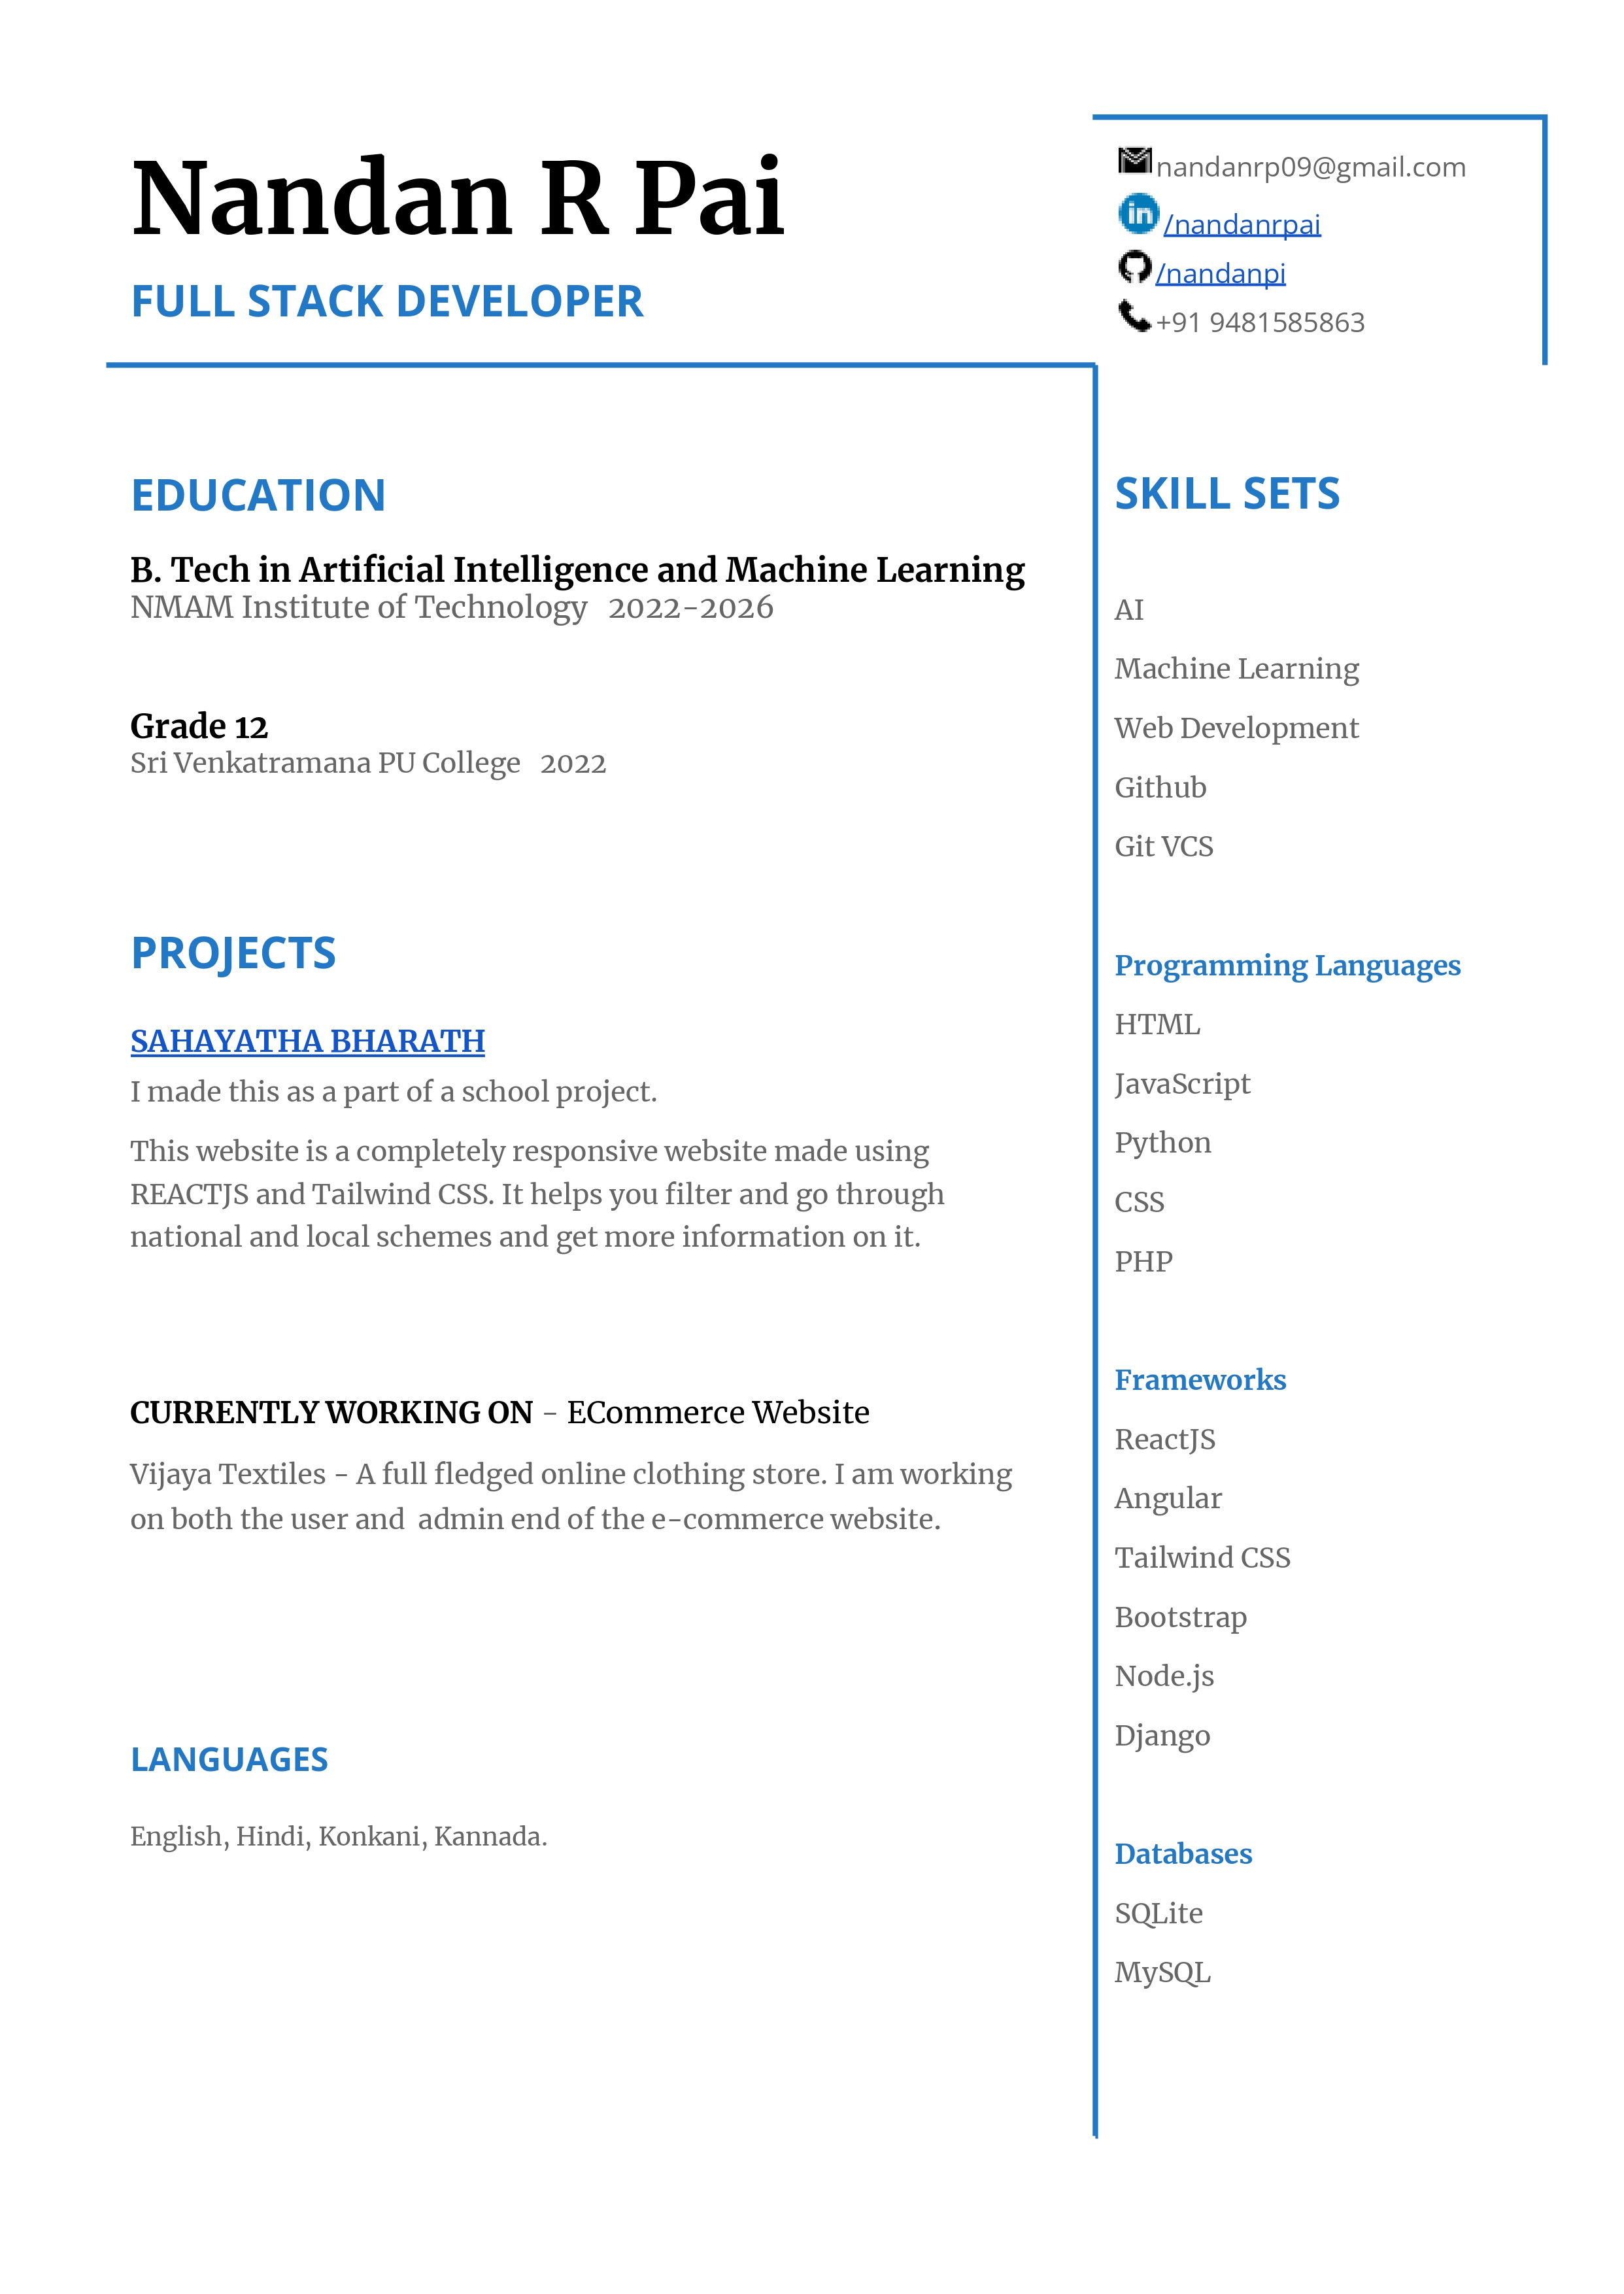 Nandan R Pai
FULL STACK DEVELOPER
nandanrp09@gmail.com
/nandanrpai
/nandanpi
+91 9481585863
EDUCATION
B. Tech in Artificial Intelligence and Machine Learning
NMAM Institute of Technology 2022-2026
Grade 12
Sri Venkatramana PU College 2022
PROJECTS
SAHAYATHA BHARATH
I made this as a part of a school project.
This website is a completely responsive website made using
REACTJS and Tailwind CSS. It helps you filter and go through
national and local schemes and get more information on it.
CURRENTLY WORKING ON - ECommerce Website
Vijaya Textiles - A full fledged online clothing store. I am working
on both the user and admin end of the e-commerce website.
LANGUAGES
English, Hindi, Konkani, Kannada.
SKILL SETS
AI
Machine Learning
Web Development
Github
Git VCS
Programming Languages
HTML
JavaScript
Python
CSS
PHP
Frameworks
ReactJS
Angular
Tailwind CSS
Bootstrap
Node.js
Django
Databases
SQLite
MySQL